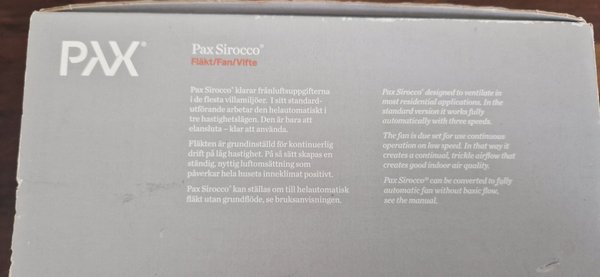 PAX®
Pax Sirocco®
Fläkt/Fan/Vifte
Pax Sirocco® klarar frånluftsuppgifterna
i de flesta villamiljöer. I sitt standard-
utförande arbetar den helautomatiskt i
tre hastighetslägen. Den är bara att
elansluta – klar att använda.
Fläkten är grundinställd för kontinuerlig
drift på låg hastighet. På så sätt skapas en
ständig, nyttig luftomsättning som
påverkar hela husets inneklimat positivt.
Pax Sirocco® kan ställas om till helautomatisk
fläkt utan grundflöde, se bruksanvisningen.
Pax Sirocco® designed to ventilate in
most residential applications. In the
standard version it works fully
automatically with three speeds.
The fan is due set for use continuous
operation on low speed. In that way it
creates a continual, trickle airflow that
creates good indoor air quality.
Pax Sirocco® can be converted to fully
automatic fan without basic flow,
see the manual.